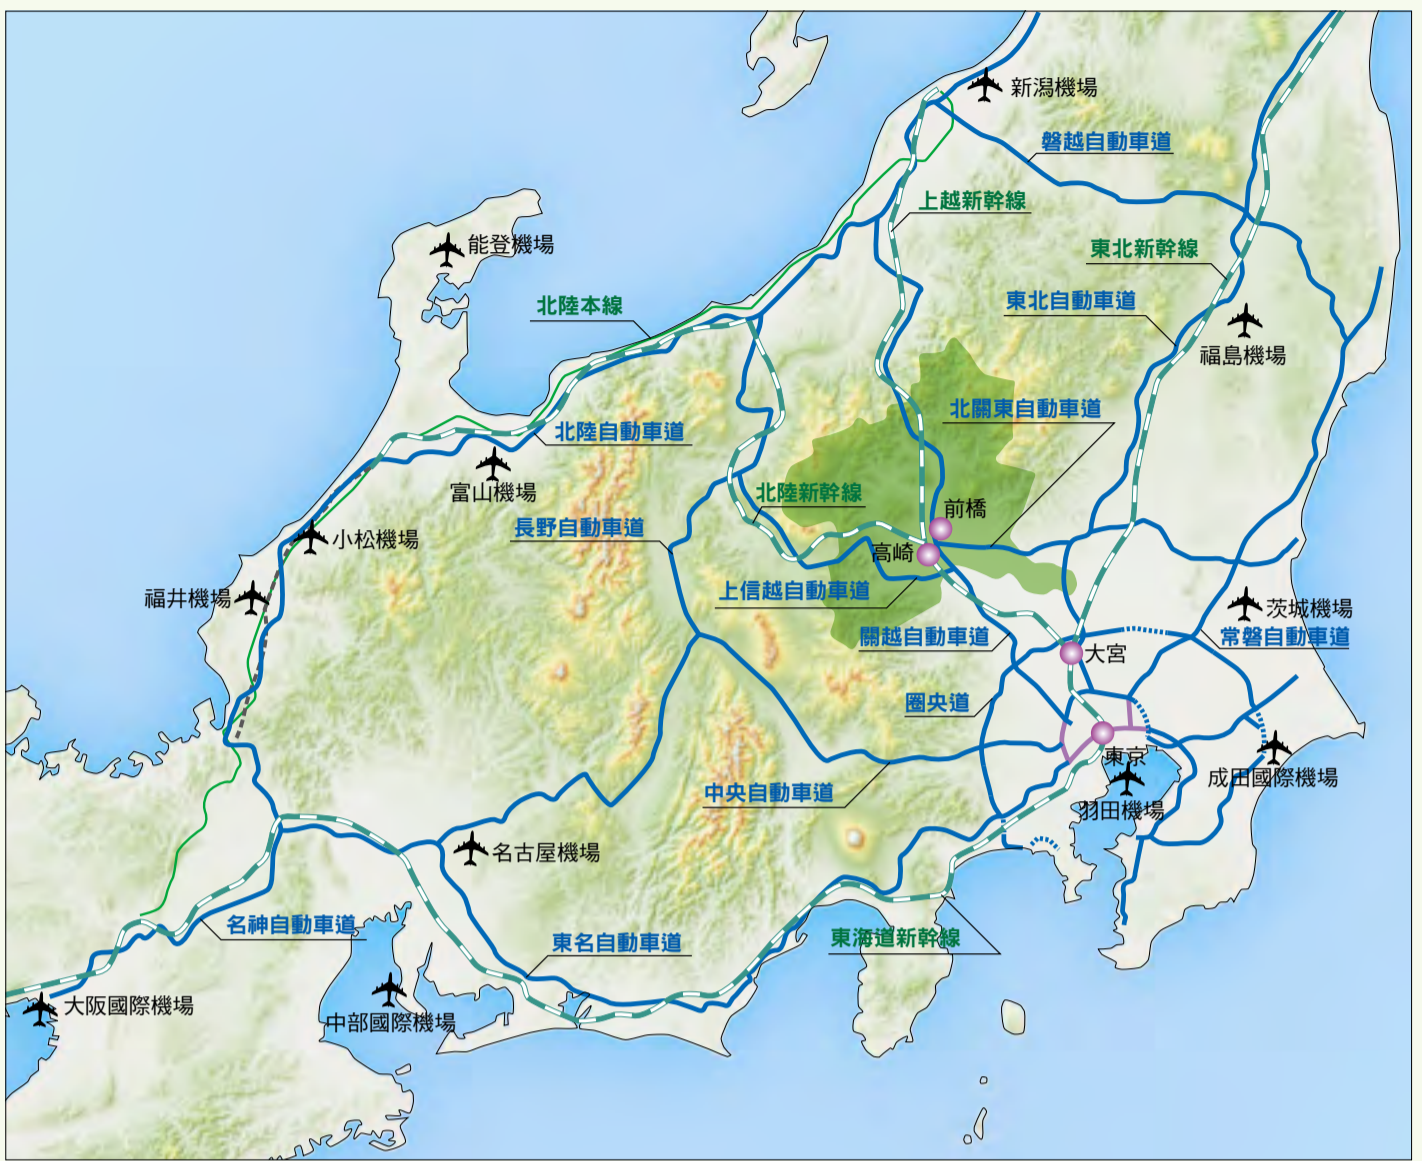 新潟機場
磐越自動車道
上越新幹線
能登機場
東北新幹線
北陸本線
東北自動車道
福島機場
北關東自動車道
北陸自動車道
富山機場
北陸新幹線
前橋
長野自動車道
小松機場
高崎
上信越自動車道
福井機場
茨城機場
關越自動車道
常磐自動車道
大宮
圈央道
東京
成田國際機場
中央自動車道
羽田機場
名古屋機場
名神自動車道
東名自動車道
東海道新幹線
大阪國際機場
中部國際機場